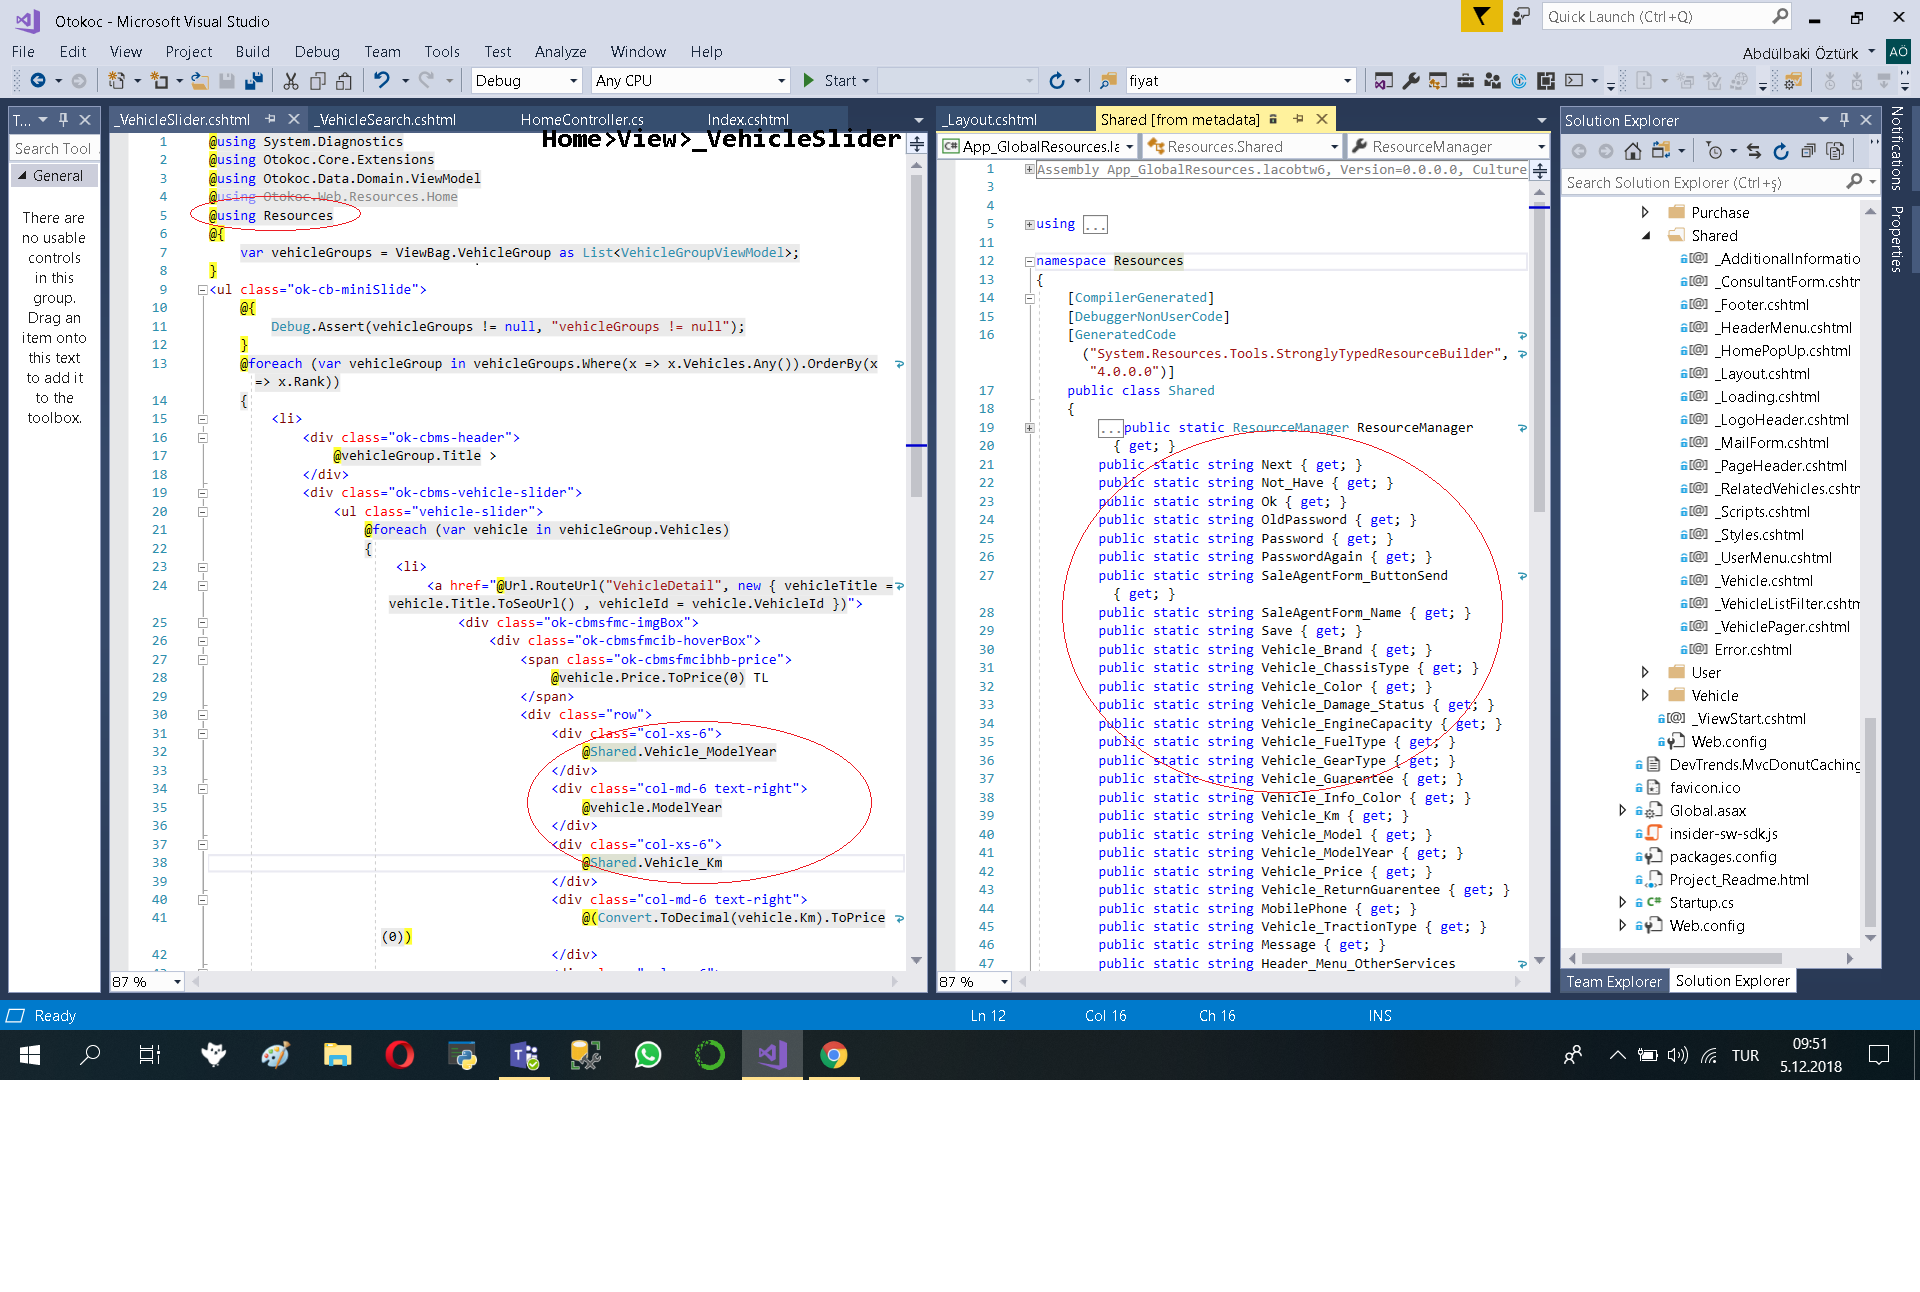 Otokoc - Microsoft Visual Studio
Quick Launch (Ctrl+Q)
File Edit View Project Build Debug Team Tools Test Analyze Window Help
Abdülbaki Öztürk AÖ
Debug Any CPU Start fiyat
T...
Search Tool
General
There are
no usable
controls
in this
group.
Drag an
item onto
this text
to add it
to the
toolbox.
_VehicleSlider.cshtml _VehicleSearch.cshtml HomeController.cs Index.cshtml
Home>View>_VehicleSlider
1 @using System.Diagnostics
2 @using Otokoc.Core.Extensions
3 @using Otokoc.Data.Domain.ViewModel
4 @using Otokoc.Web.Resources.Home
5 @using Resources
6 @{
7 var vehicleGroups = ViewBag.VehicleGroup as List<VehicleGroupViewModel>;
8 }
9 <ul class="ok-cb-miniSlide">
10 @{
11 Debug.Assert(vehicleGroups != null, "vehicleGroups != null");
12 }
13 @foreach (var vehicleGroup in vehicleGroups.Where(x => x.Vehicles.Any()).OrderBy(x
=> x.Rank))
14 {
15 <li>
16 <div class="ok-cbms-header">
17 @vehicleGroup.Title >
18 </div>
19 <div class="ok-cbms-vehicle-slider">
20 <ul class="vehicle-slider">
21 @foreach (var vehicle in vehicleGroup.Vehicles)
22 {
23 <li>
24 <a href="@Url.RouteUrl("VehicleDetail", new { vehicleTitle =
vehicle.Title.ToSeoUrl() , vehicleId = vehicle.VehicleId })">
25 <div class="ok-cbmsfmc-imgBox">
26 <div class="ok-cbmsfmcib-hoverBox">
27 <span class="ok-cbmsfmcibhb-price">
28 @vehicle.Price.ToPrice(0) TL
29 </span>
30 <div class="row">
31 <div class="col-xs-6">
32 @Shared.Vehicle_ModelYear
33 </div>
34 <div class="col-md-6 text-right">
35 @vehicle.ModelYear
36 </div>
37 <div class="col-xs-6">
38 @Shared.Vehicle_Km
39 </div>
40 <div class="col-md-6 text-right">
41 @(Convert.ToDecimal(vehicle.Km).ToPrice
(0))
42 </div>
87 %
_Layout.cshtml Shared [from metadata]
App_GlobalResources.la Resources.Shared ResourceManager
1 Assembly App_GlobalResources.lacobtw6, Version=0.0.0.0, Culture
3
4
5 using ...
11
12 namespace Resources
13 {
14 [CompilerGenerated]
15 [DebuggerNonUserCode]
16 [GeneratedCode
("System.Resources.Tools.StronglyTypedResourceBuilder",
"4.0.0.0")]
17 public class Shared
18 {
19 ...public static ResourceManager ResourceManager
20 { get; }
21 public static string Next { get; }
22 public static string Not_Have { get; }
23 public static string Ok { get; }
24 public static string OldPassword { get; }
25 public static string Password { get; }
26 public static string PasswordAgain { get; }
27 public static string SaleAgentForm_ButtonSend
{ get; }
28 public static string SaleAgentForm_Name { get; }
29 public static string Save { get; }
30 public static string Vehicle_Brand { get; }
31 public static string Vehicle_ChassisType { get; }
32 public static string Vehicle_Color { get; }
33 public static string Vehicle_Damage_Status { get; }
34 public static string Vehicle_EngineCapacity { get; }
35 public static string Vehicle_FuelType { get; }
36 public static string Vehicle_GearType { get; }
37 public static string Vehicle_Guarentee { get; }
38 public static string Vehicle_Info_Color { get; }
39 public static string Vehicle_Km { get; }
40 public static string Vehicle_Model { get; }
41 public static string Vehicle_ModelYear { get; }
42 public static string Vehicle_Price { get; }
43 public static string Vehicle_ReturnGuarentee { get; }
44 public static string MobilePhone { get; }
45 public static string Vehicle_TractionType { get; }
46 public static string Message { get; }
47 public static string Header_Menu_OtherServices
87 %
Solution Explorer
Search Solution Explorer (Ctrl+ş)
Purchase
Shared
_AdditionalInformatio
_ConsultantForm.cshtr
_Footer.cshtml
_HeaderMenu.cshtml
_HomePopUp.cshtml
_Layout.cshtml
_Loading.cshtml
_LogoHeader.cshtml
_MailForm.cshtml
_PageHeader.cshtml
_RelatedVehicles.cshtr
_Scripts.cshtml
_Styles.cshtml
_UserMenu.cshtml
_Vehicle.cshtml
_VehicleListFilter.cshtm
_VehiclePager.cshtml
Error.cshtml
User
Vehicle
_ViewStart.cshtml
Web.config
DevTrends.MvcDonutCaching
favicon.ico
Global.asax
insider-sw-sdk.js
packages.config
Project_Readme.html
Startup.cs
Web.config
Team Explorer Solution Explorer
Notifications
Properties
Ready Ln 12 Col 16 Ch 16 INS
TUR
09:51
5.12.2018